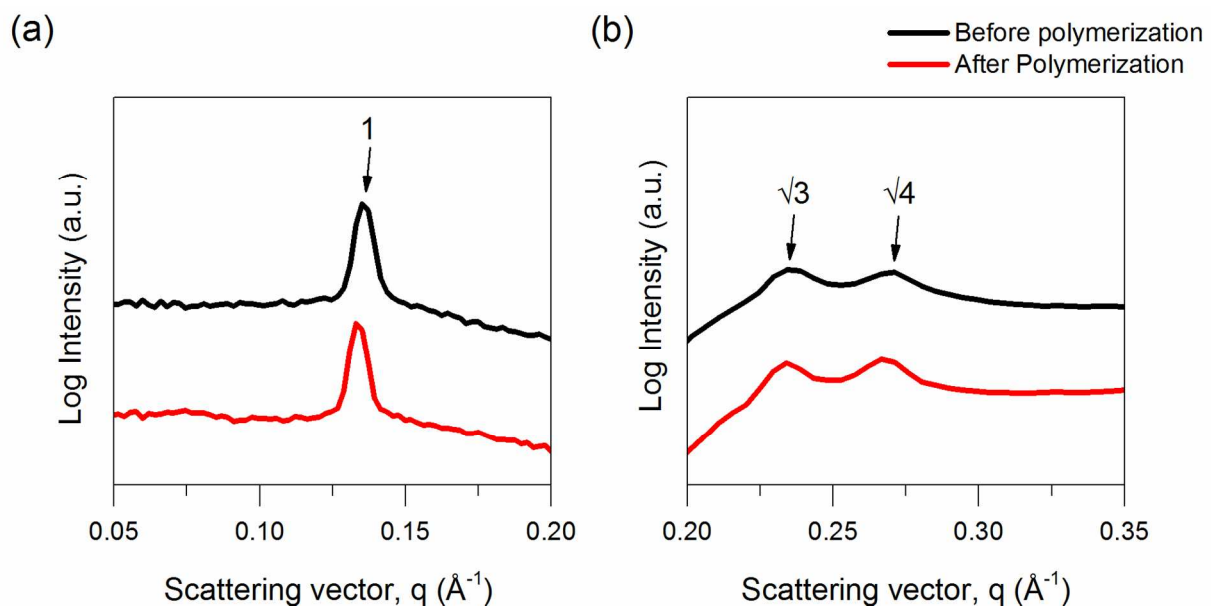 (a)
(b)
Before polymerization
After Polymerization
1
√3
√4
Log Intensity (a.u.)
Log Intensity (a.u.)
0.05 0.10 0.15 0.20
0.20 0.25 0.30 0.35
Scattering vector, q (Å⁻¹)
Scattering vector, q (Å⁻¹)